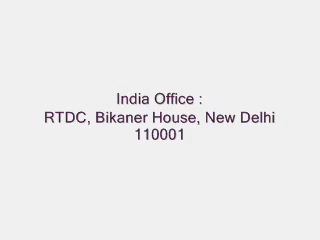 India Office :
RTDC, Bikaner House, New Delhi
110001